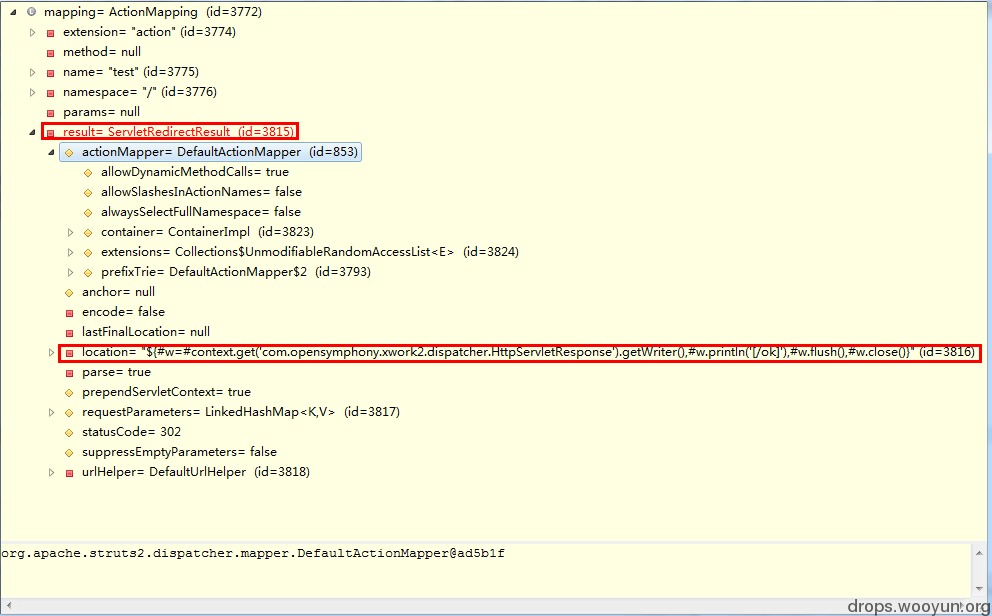 mapping= ActionMapping (id=3772)
extension= "action" (id=3774)
method= null
name= "test" (id=3775)
namespace= "/" (id=3776)
params= null
result= ServletRedirectResult (id=3815)
actionMapper= DefaultActionMapper (id=853)
allowDynamicMethodCalls= true
allowSlashesInActionNames= false
alwaysSelectFullNamespace= false
container= ContainerImpl (id=3823)
extensions= Collections$UnmodifiableRandomAccessList<E> (id=3824)
prefixTrie= DefaultActionMapper$2 (id=3793)
anchor= null
encode= false
lastFinalLocation= null
location= "${#w=#context.get('com.opensymphony.xwork2.dispatcher.HttpServletResponse').getWriter(),#w.println('[/ok]'),#w.flush(),#w.close()}" (id=3816)
parse= true
prependServletContext= true
requestParameters= LinkedHashMap<K,V> (id=3817)
statusCode= 302
suppressEmptyParameters= false
urlHelper= DefaultUrlHelper (id=3818)
org.apache.struts2.dispatcher.mapper.DefaultActionMapper@ad5b1f
drops.wooyun.org